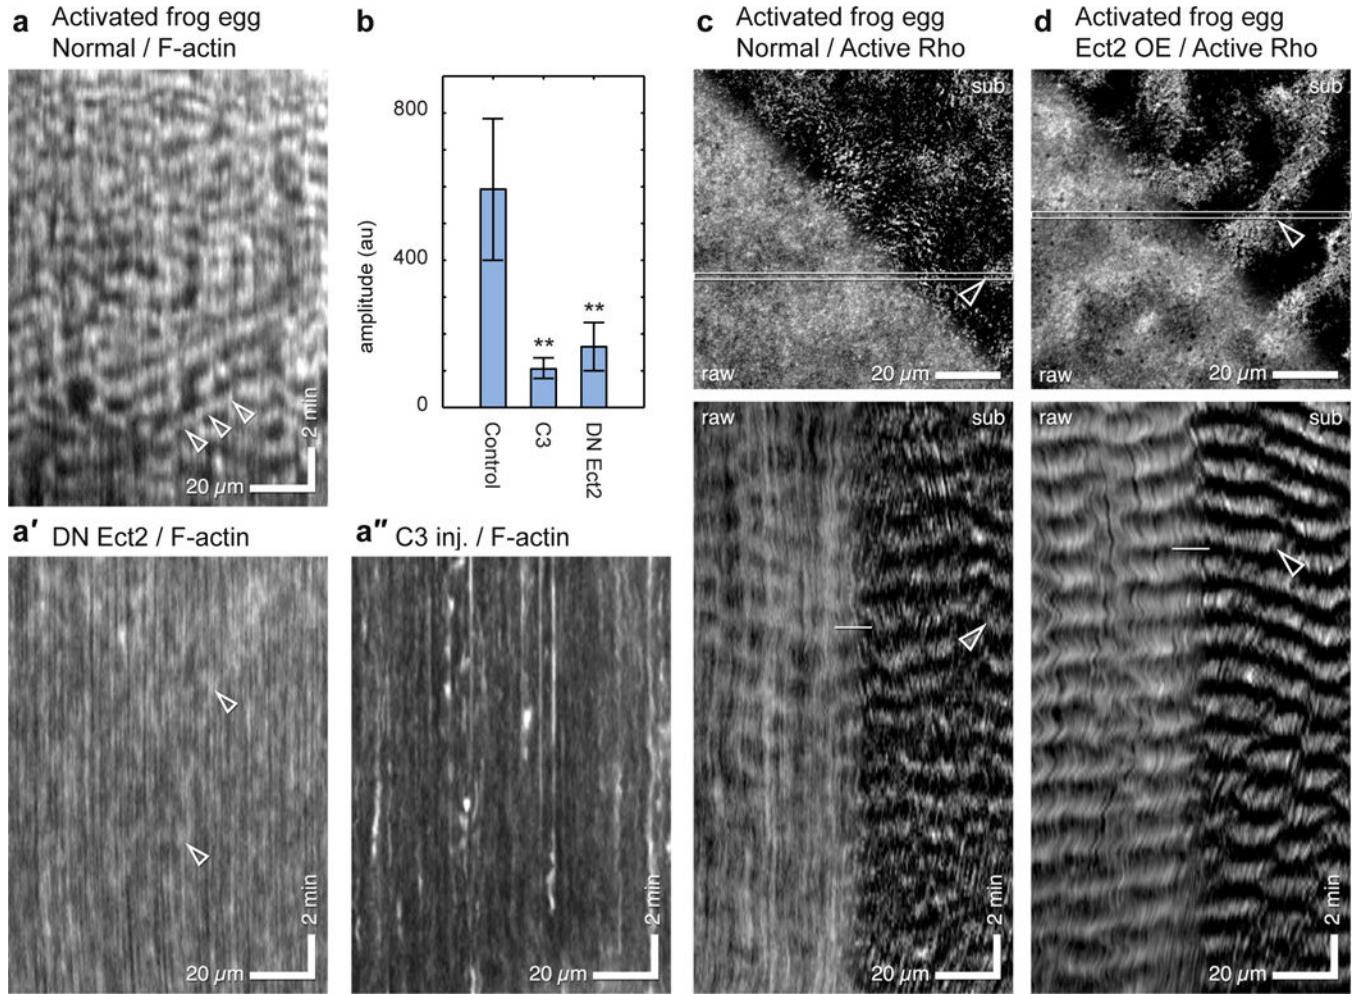 a Activated frog egg
Normal / F-actin
2 min
20 µm
b
800
400
0
amplitude (au)
**
**
Control
C3
DN Ect2
c Activated frog egg
Normal / Active Rho
sub
raw
20 µm
raw
sub
2 min
20 µm
d Activated frog egg
Ect2 OE / Active Rho
sub
raw
20 µm
raw
sub
2 min
20 µm
a′ DN Ect2 / F-actin
2 min
20 µm
a″ C3 inj. / F-actin
2 min
20 µm